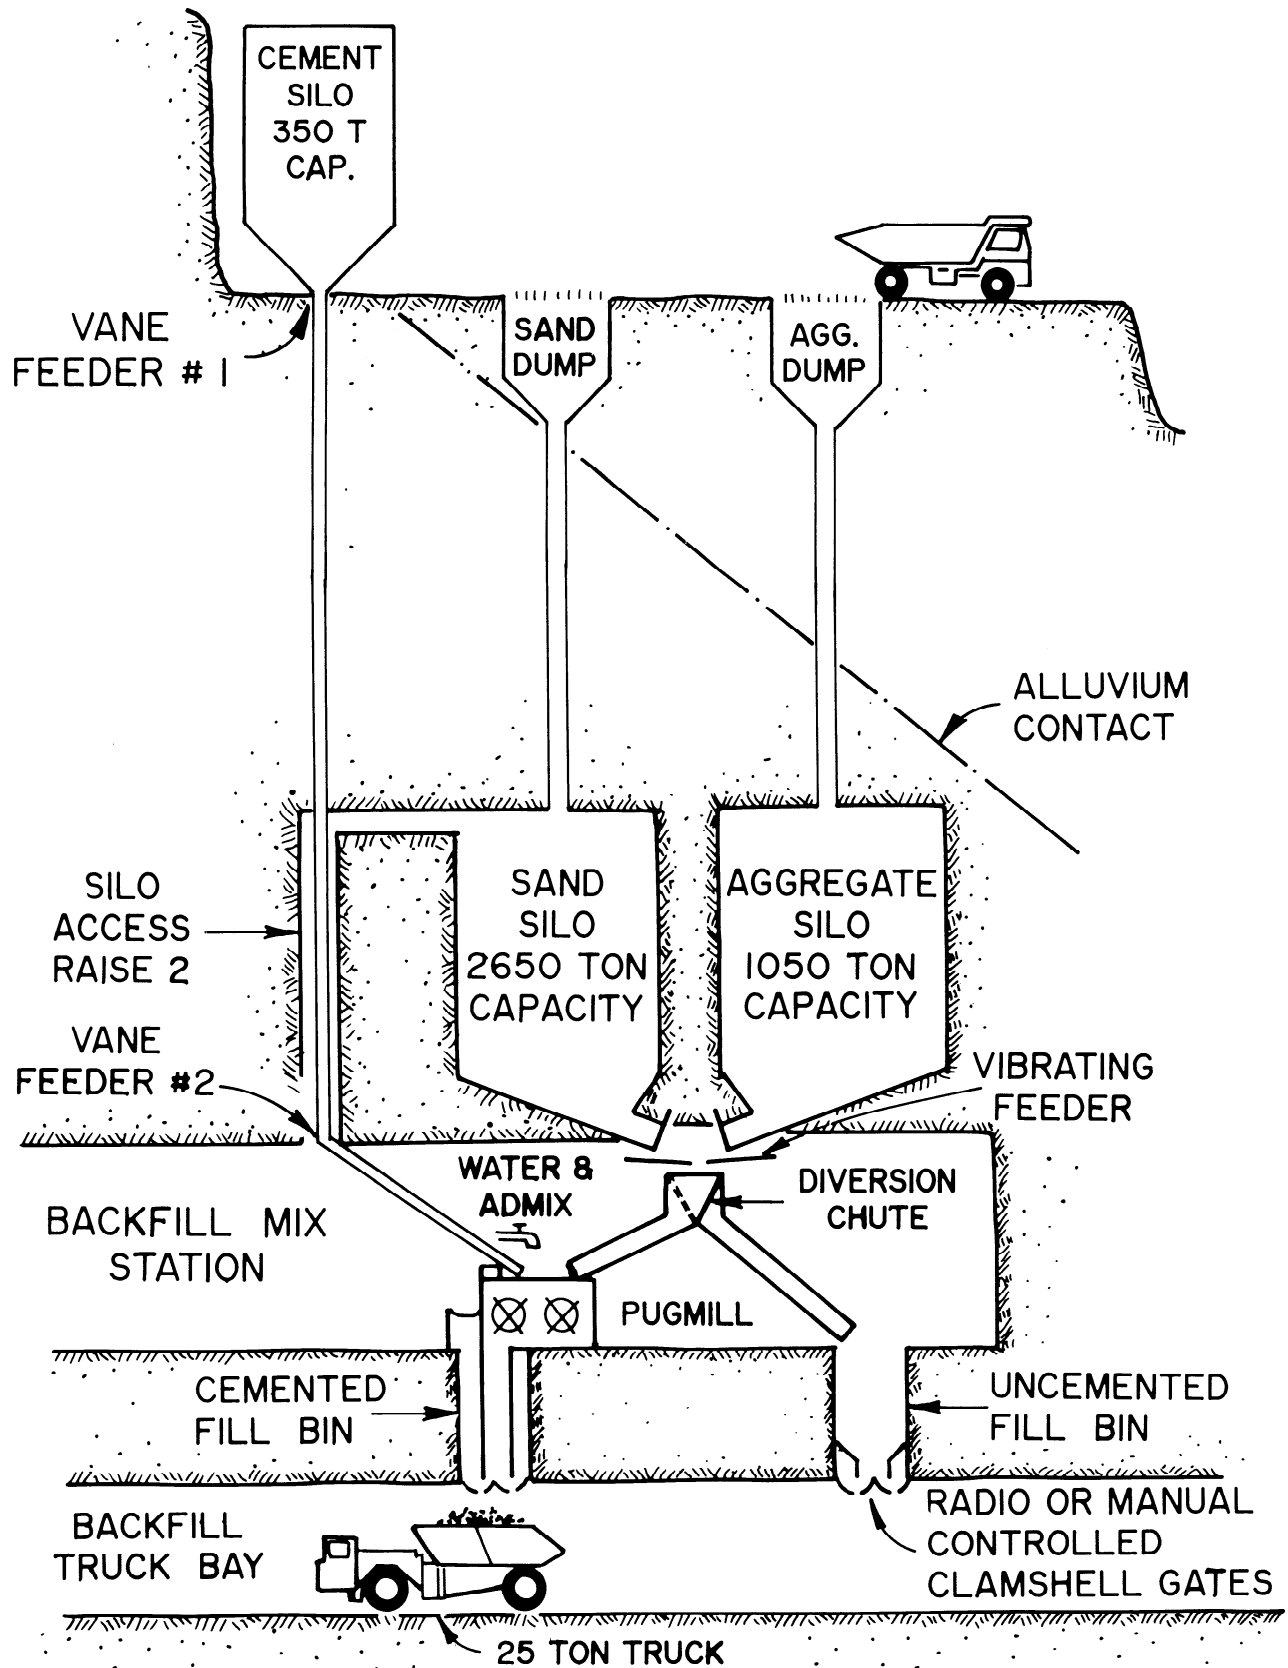 CEMENT
SILO
350 T
CAP.
VANE
FEEDER # 1
SAND
DUMP
AGG.
DUMP
ALLUVIUM
CONTACT
SILO
ACCESS
RAISE 2
SAND
SILO
2650 TON
CAPACITY
AGGREGATE
SILO
1050 TON
CAPACITY
VANE
FEEDER #2
VIBRATING
FEEDER
WATER &
ADMIX
DIVERSION
CHUTE
BACKFILL MIX
STATION
PUGMILL
CEMENTED
FILL BIN
UNCEMENTED
FILL BIN
BACKFILL
TRUCK BAY
RADIO OR MANUAL
CONTROLLED
CLAMSHELL GATES
25 TON TRUCK